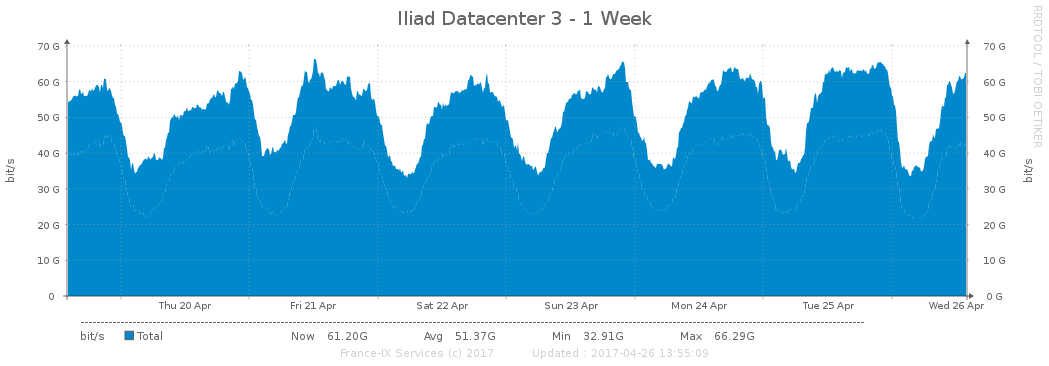 Iliad Datacenter 3 - 1 Week
RRDTOOL / TOBI OETIKER
bit/s
70 G 70 G
60 G 60 G
50 G 50 G
40 G 40 G
30 G 30 G
20 G 20 G
10 G 10 G
0 0 G
bit/s
Thu 20 Apr Fri 21 Apr Sat 22 Apr Sun 23 Apr Mon 24 Apr Tue 25 Apr Wed 26 Apr
bit/s Total Now 61.20G Avg 51.37G Min 32.91G Max 66.29G
France-IX Services (c) 2017 Updated : 2017-04-26 13:55:09